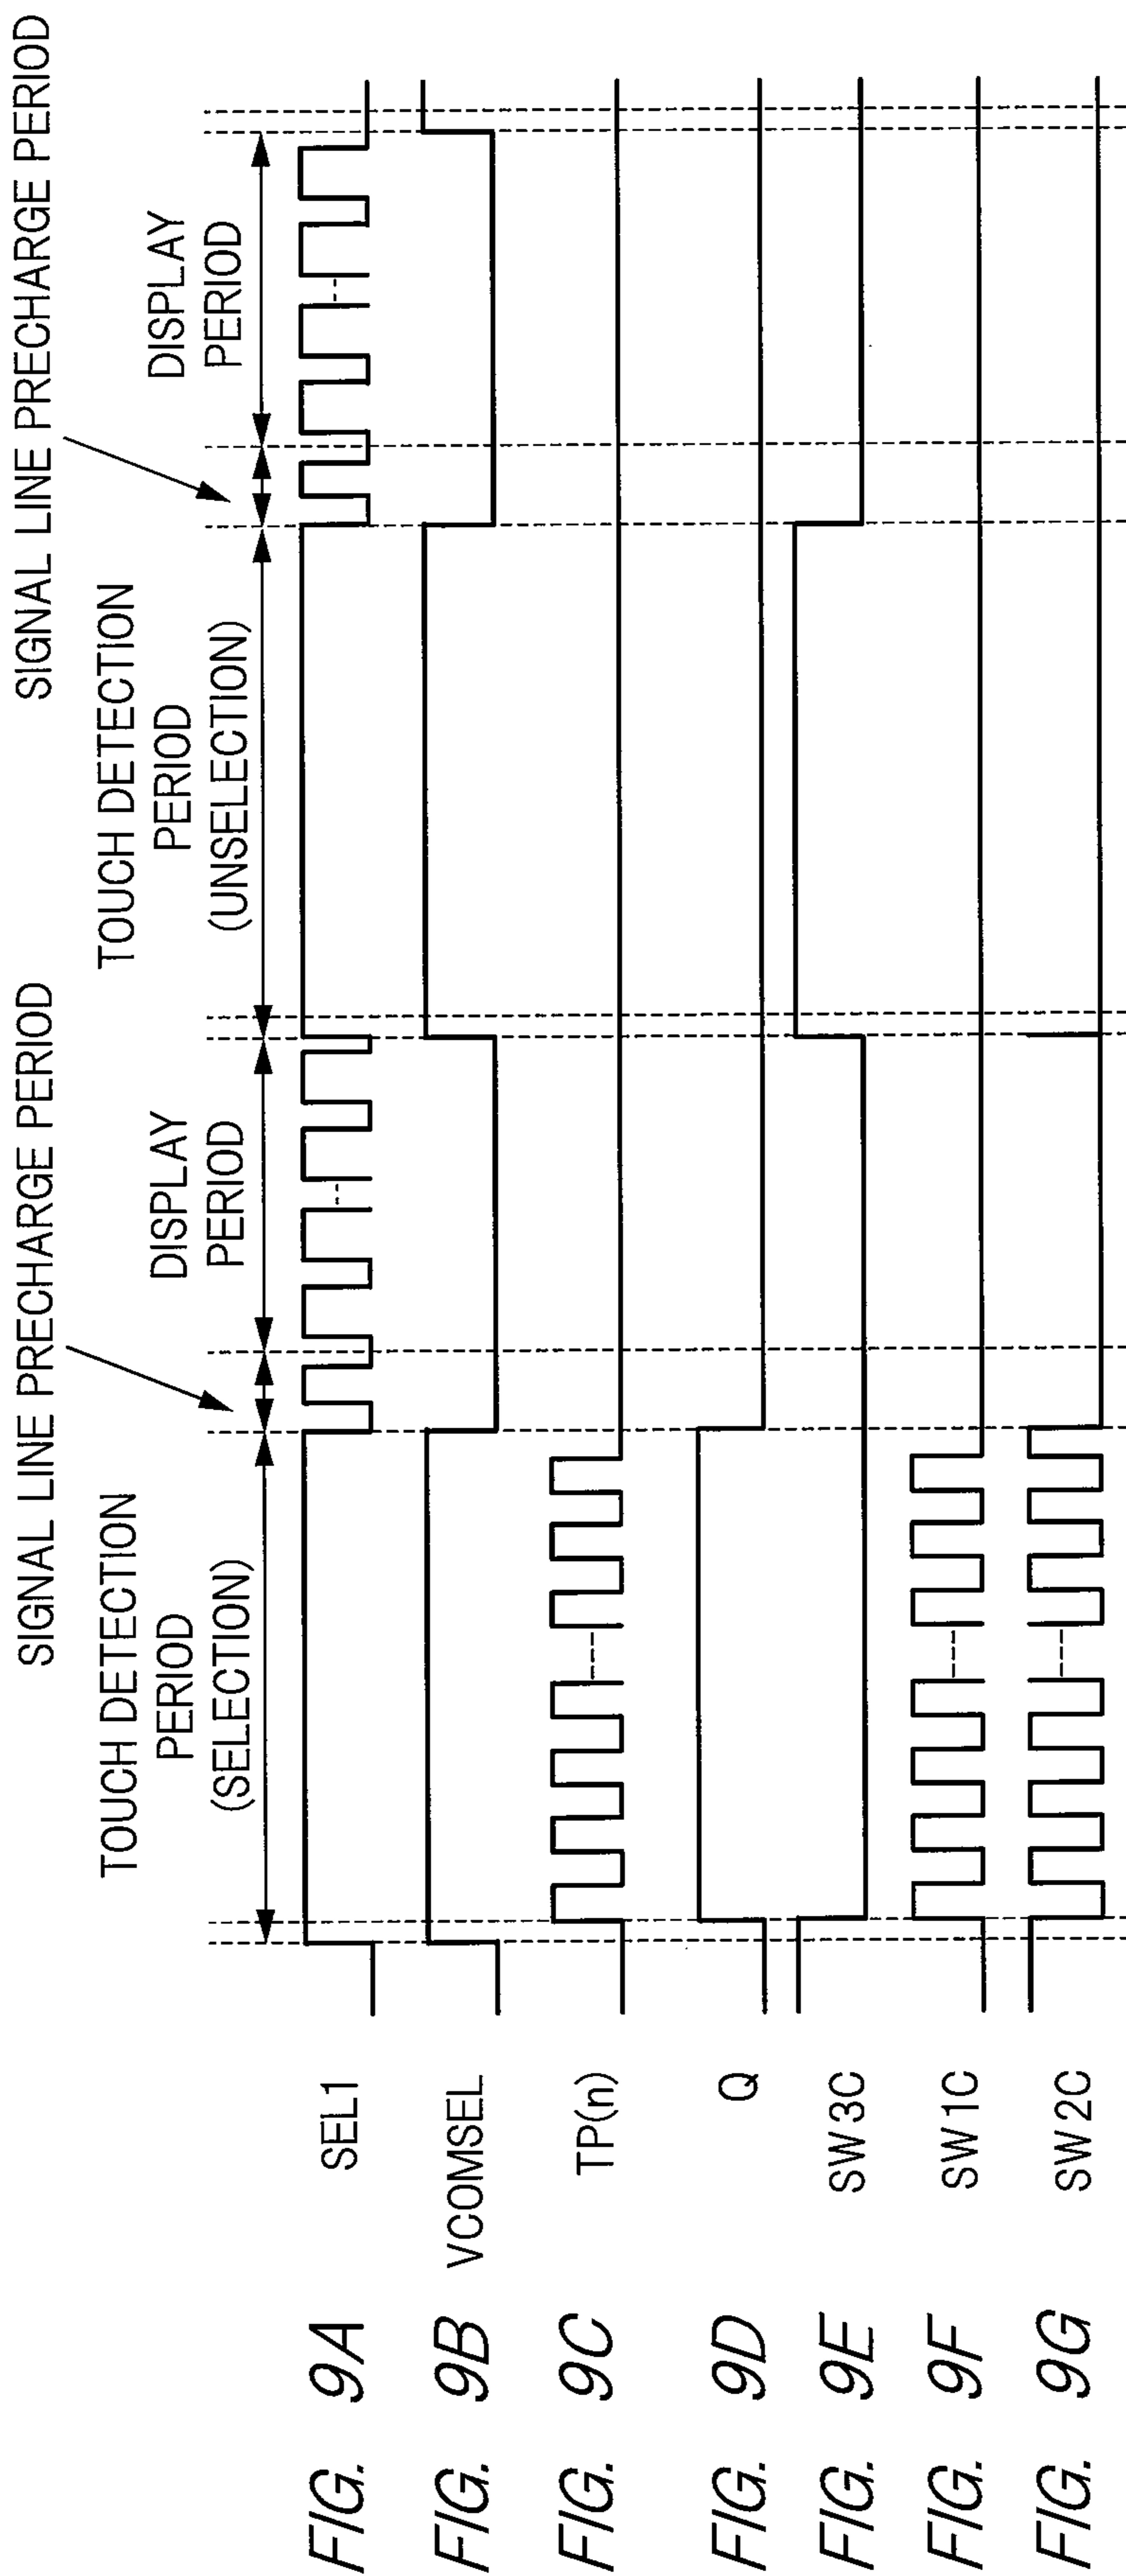 SIGNAL LINE PRECHARGE PERIOD
SIGNAL LINE PRECHARGE PERIOD
TOUCH DETECTION
PERIOD
(SELECTION)
DISPLAY
PERIOD
TOUCH DETECTION
PERIOD
(UNSELECTION)
DISPLAY
PERIOD
FIG. 9A SEL1
FIG. 9B VCOMSEL
FIG. 9C TP(n)
FIG. 9D Q
FIG. 9E SW3C
FIG. 9F SW1C
FIG. 9G SW2C